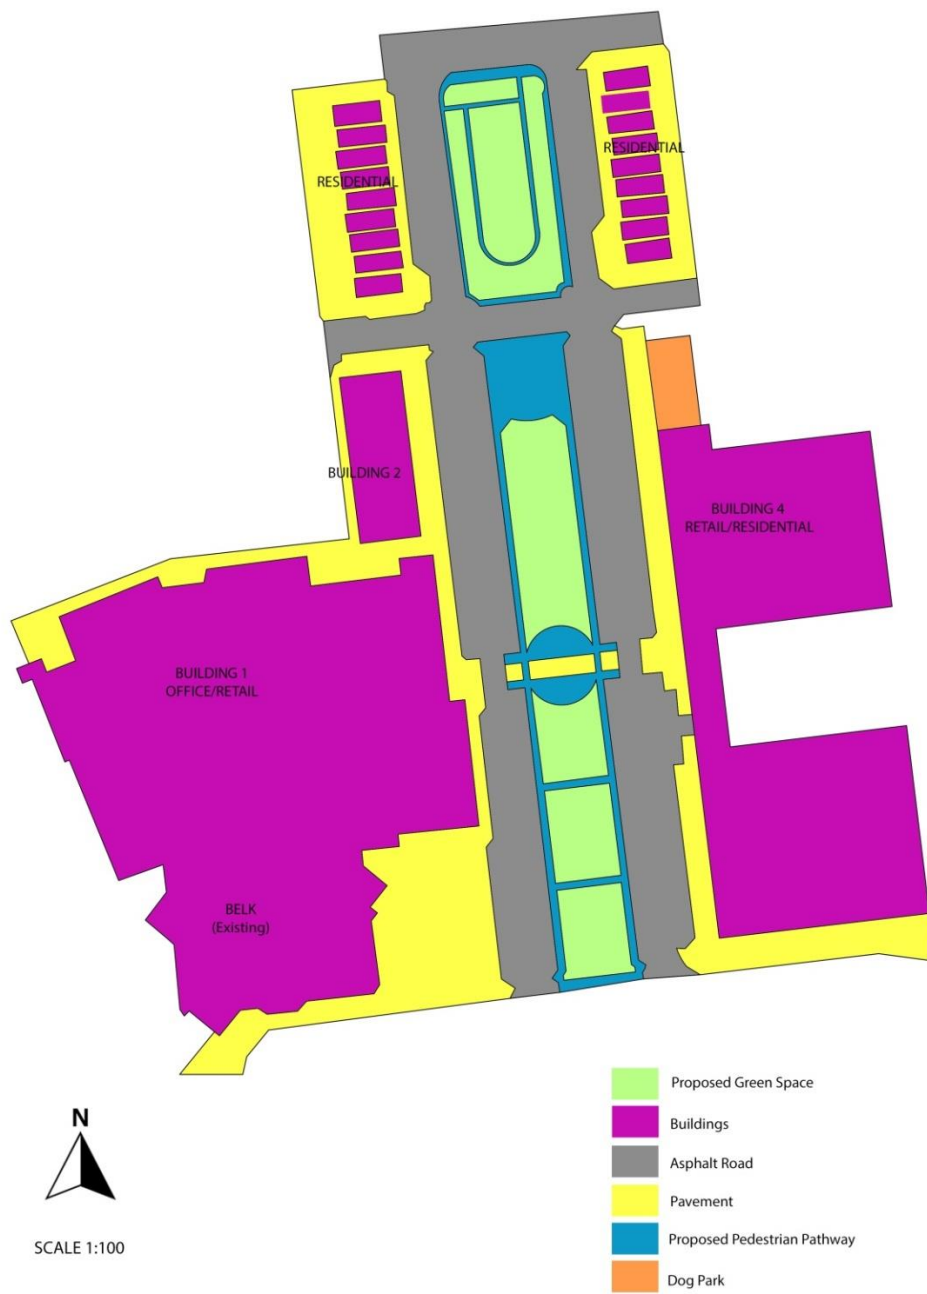 RESIDENTIAL
RESIDENTIAL
BUILDING 2
BUILDING 4
RETAIL/RESIDENTIAL
BUILDING 1
OFFICE/RETAIL
BELK
(Existing)
N
SCALE 1:100
Proposed Green Space
Buildings
Asphalt Road
Pavement
Proposed Pedestrian Pathway
Dog Park